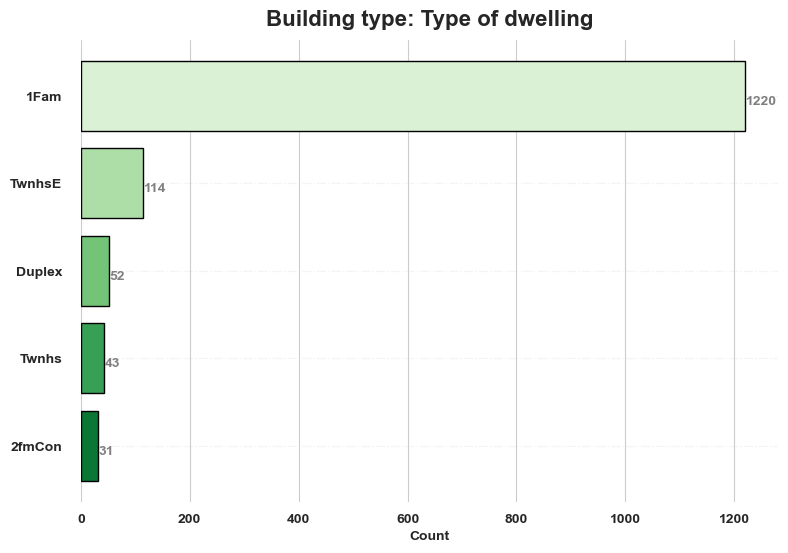 Building type: Type of dwelling
1Fam
1220
TwnhsE
114
Duplex
52
Twnhs
43
2fmCon
31
0 200 400 600 800 1000 1200
Count